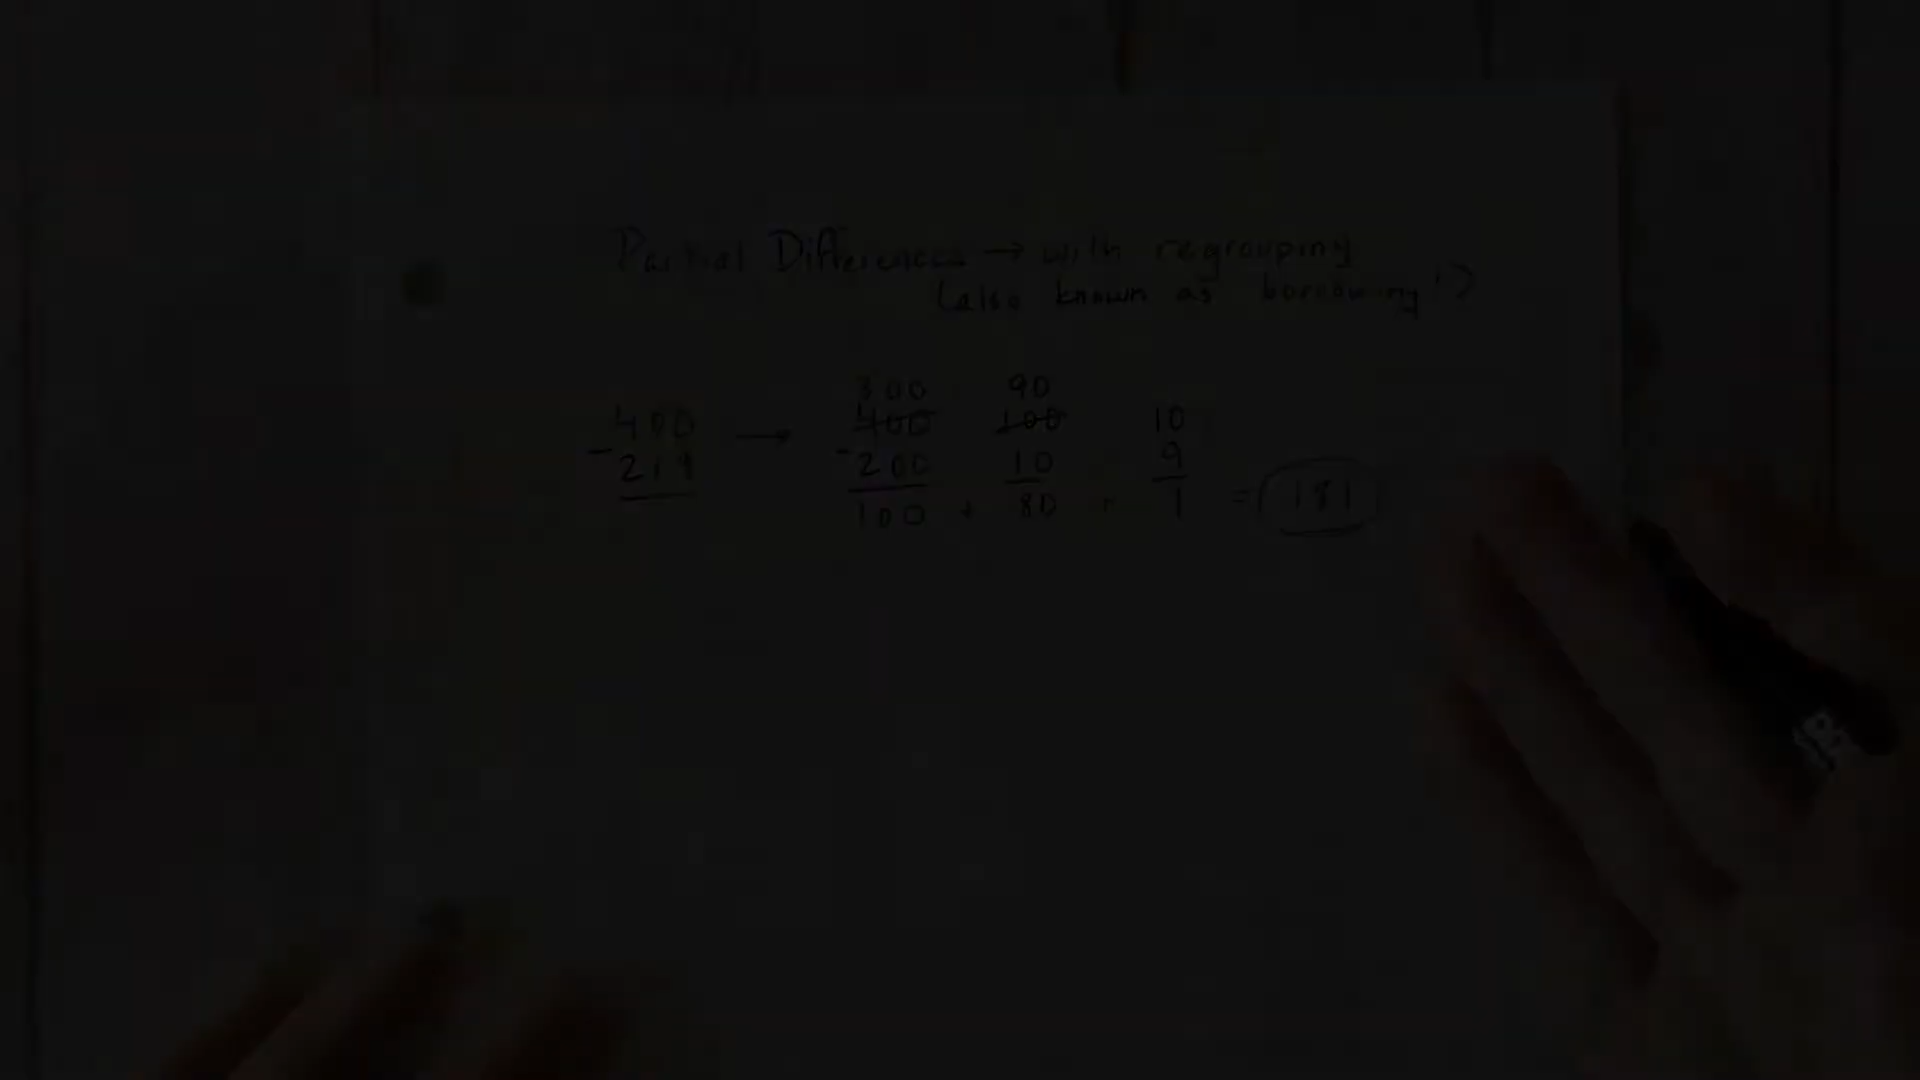 Partial Differences → with regrouping
(also known as borrowing!)
300 90
400 → 400 100 10
- 219 - 200 10 9
100 + 80 + 1 = 181